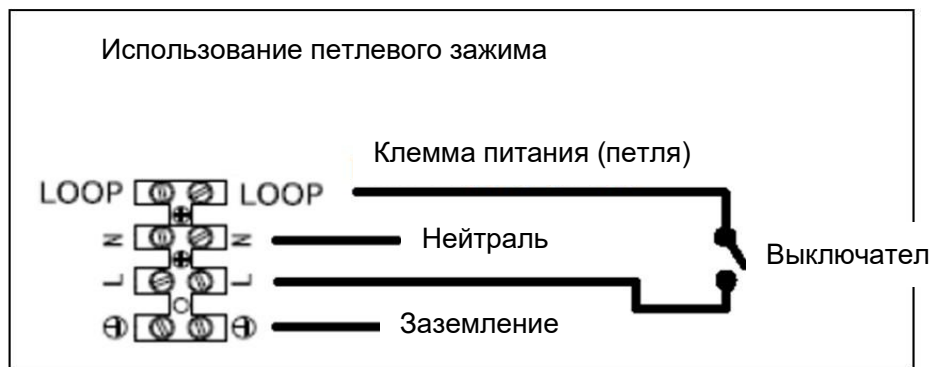 Использование петлевого зажима
Клемма питания (петля)
LOOP LOOP
N N Нейтраль
Выключател
L L
Заземление